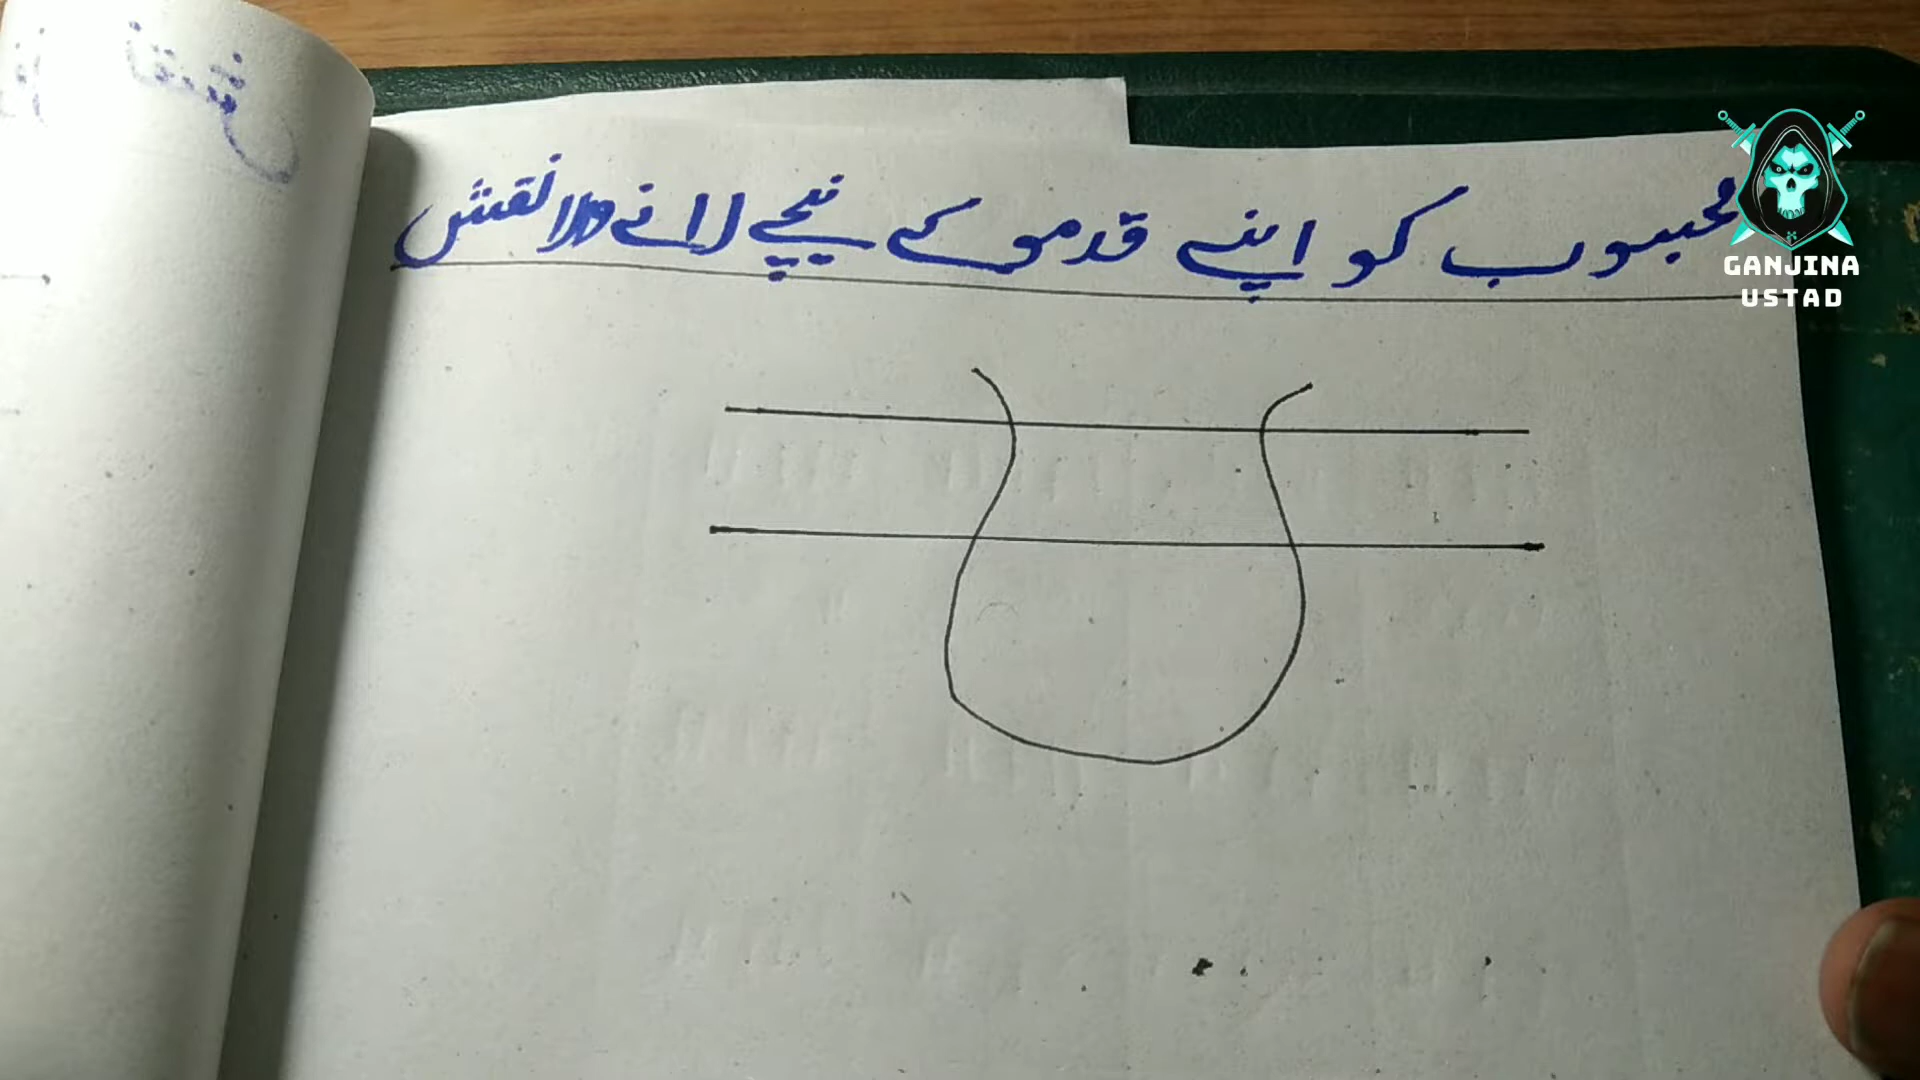 محبوب کو اپنے قدموں کے نیچے لانے والا نقش
GANJINA
USTAD